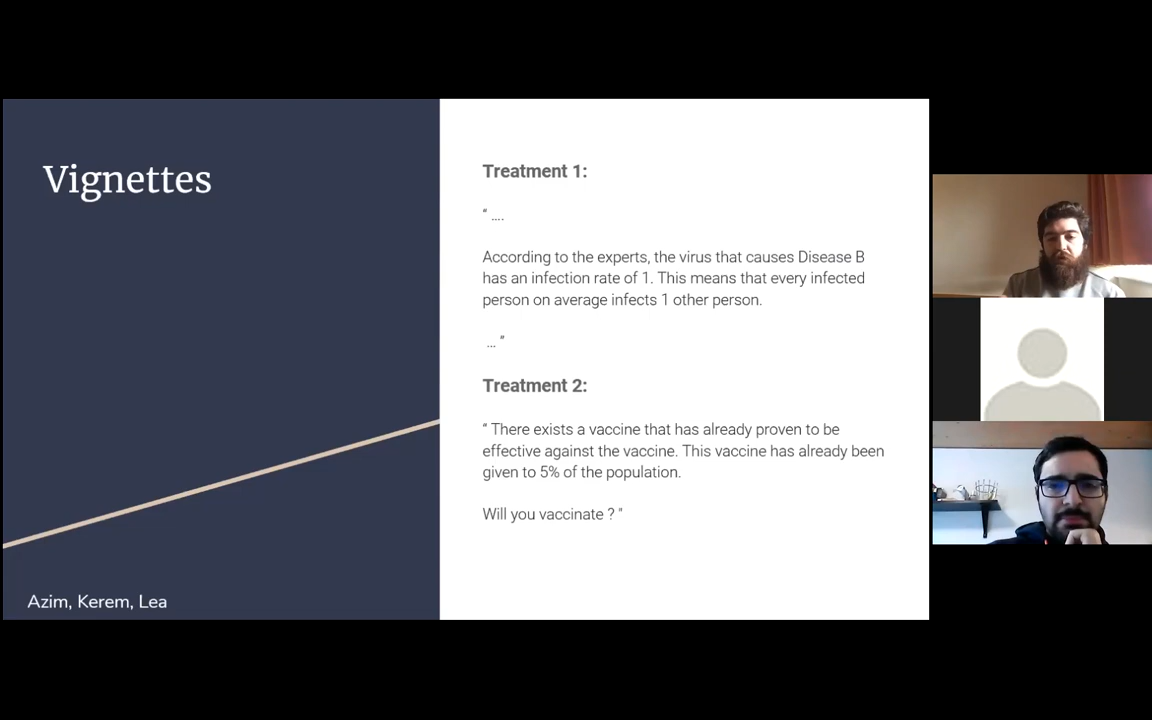 Vignettes
Treatment 1:
“ ....
According to the experts, the virus that causes Disease B
has an infection rate of 1. This means that every infected
person on average infects 1 other person.
... ”
Treatment 2:
“ There exists a vaccine that has already proven to be
effective against the vaccine. This vaccine has already been
given to 5% of the population.
Will you vaccinate ? ”
Azim, Kerem, Lea